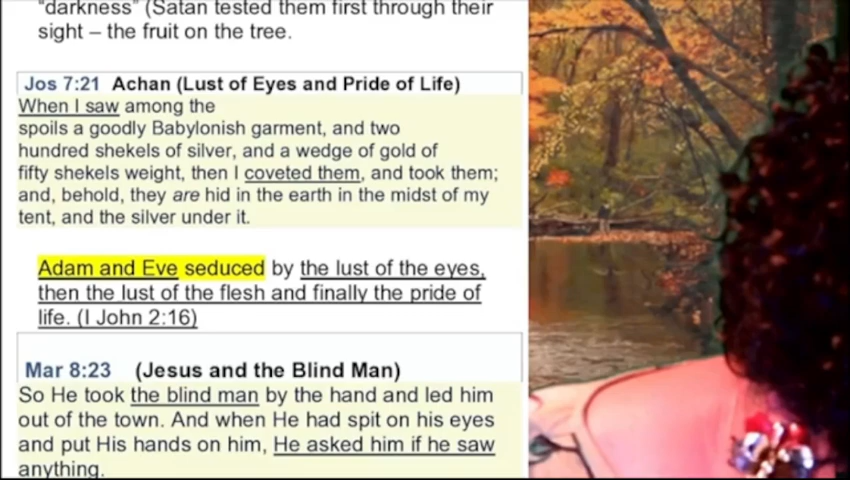 "darkness" (Satan tested them first through their
sight – the fruit on the tree.
Jos 7:21 Achan (Lust of Eyes and Pride of Life)
When I saw among the
spoils a goodly Babylonish garment, and two
hundred shekels of silver, and a wedge of gold of
fifty shekels weight, then I coveted them, and took them;
and, behold, they are hid in the earth in the midst of my
tent, and the silver under it.
Adam and Eve seduced by the lust of the eyes,
then the lust of the flesh and finally the pride of
life. (I John 2:16)
Mar 8:23 (Jesus and the Blind Man)
So He took the blind man by the hand and led him
out of the town. And when He had spit on his eyes
and put His hands on him, He asked him if he saw
anything.